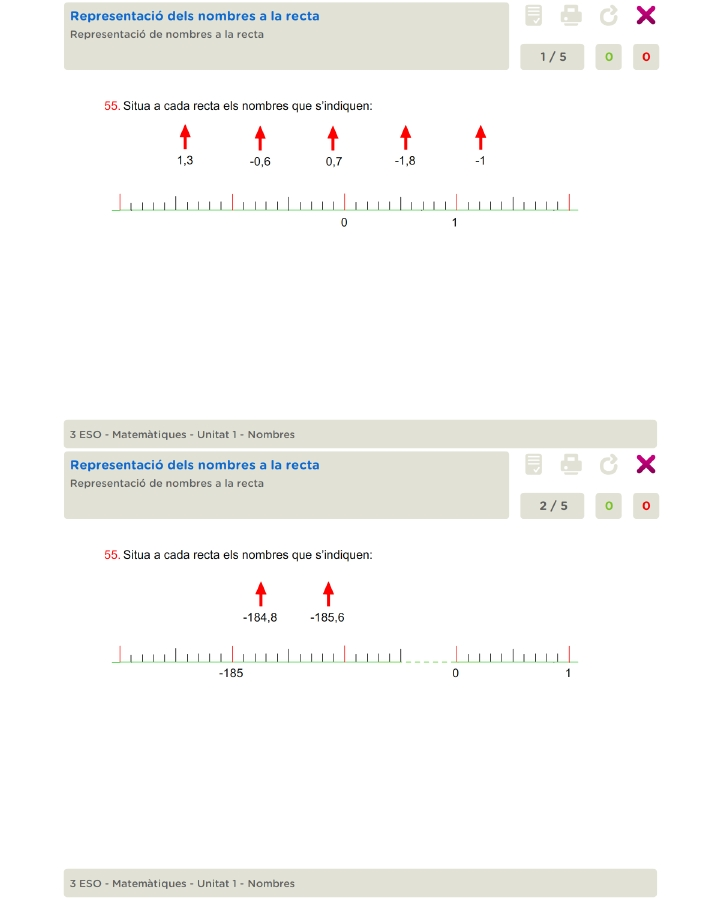 Representació dels nombres a la recta
Representació de nombres a la recta
1 / 5 0 0
55. Situa a cada recta els nombres que s'indiquen:
1,3 -0,6 0,7 -1,8 -1
0 1
3 ESO - Matemàtiques - Unitat 1 - Nombres
Representació dels nombres a la recta
Representació de nombres a la recta
2 / 5 0 0
55. Situa a cada recta els nombres que s'indiquen:
-184,8 -185,6
-185 0 1
3 ESO - Matemàtiques - Unitat 1 - Nombres